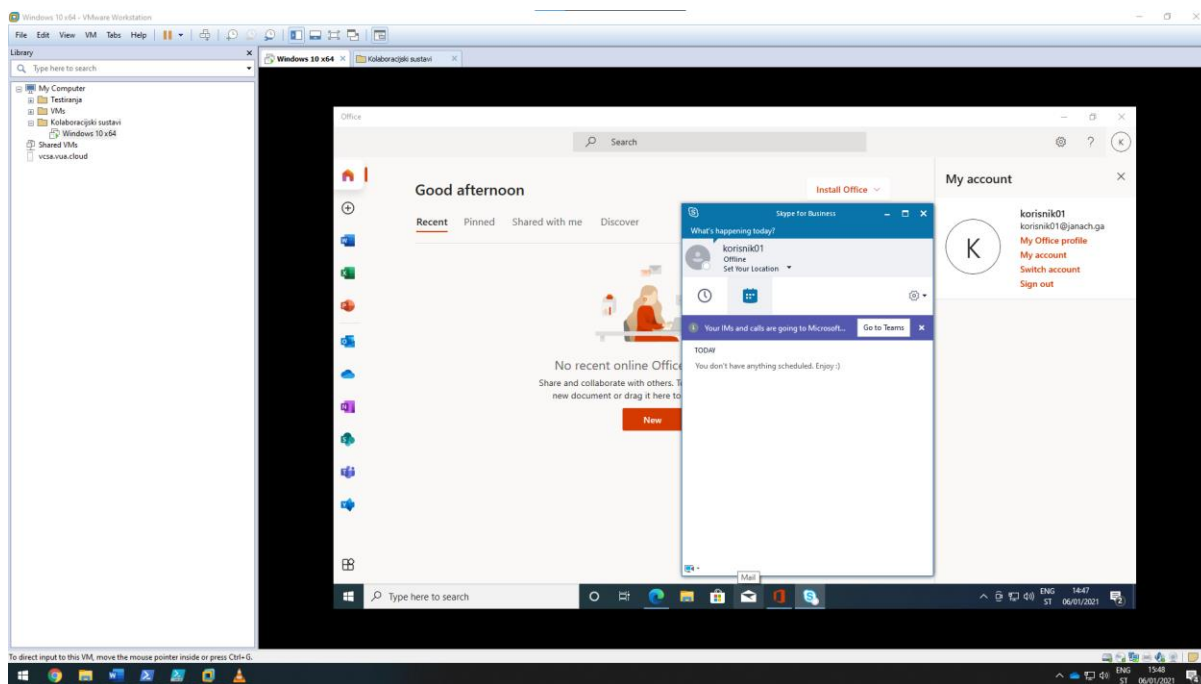 Windows 10 x64 - VMware Workstation
File Edit View VM Tabs Help
Library
Type here to search
My Computer
Testiranja
VMs
Kolaboracijski sustavi
Windows 10 x64
Shared VMs
vcsa.vua.cloud
Windows 10 x64
Kolaboracijski sustavi
Office
Search
K
Good afternoon
Install Office
Recent Pinned Shared with me Discover
No recent online Office
Share and collaborate with others. T
new document or drag it here to
New
My account
K
korisnik01
korisnik01@janach.ga
My Office profile
My account
Switch account
Sign out
Skype for Business
What's happening today?
korisnik01
Offline
Set Your Location
Your IMs and calls are going to Microsoft...
Go to Teams
TODAY
You don't have anything scheduled. Enjoy :)
Mail
Type here to search
ENG 14:47
ST 06/01/2021
2
To direct input to this VM, move the mouse pointer inside or press Ctrl+G.
ENG 15:48
ST 06/01/2021